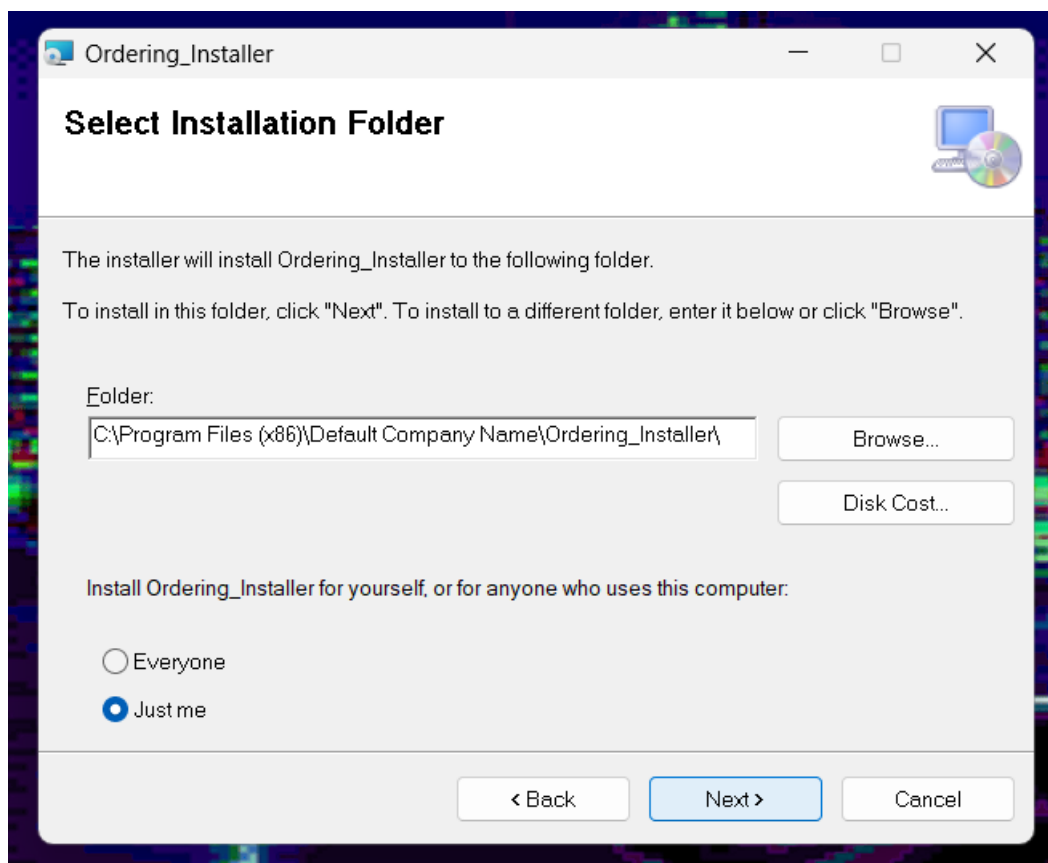 Ordering_Installer
Select Installation Folder
The installer will install Ordering_Installer to the following folder.
To install in this folder, click "Next". To install to a different folder, enter it below or click "Browse".
Folder:
C:\Program Files (x86)\Default Company Name\Ordering_Installer\
Browse...
Disk Cost...
Install Ordering_Installer for yourself, or for anyone who uses this computer:
Everyone
Just me
< Back
Next >
Cancel